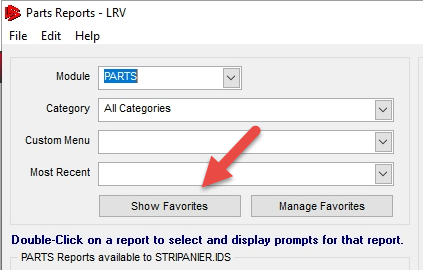 Parts Reports - LRV
File Edit Help
Module PARTS
Category All Categories
Custom Menu
Most Recent
Show Favorites Manage Favorites
Double-Click on a report to select and display prompts for that report.
PARTS Reports available to STRIPANIER.IDS